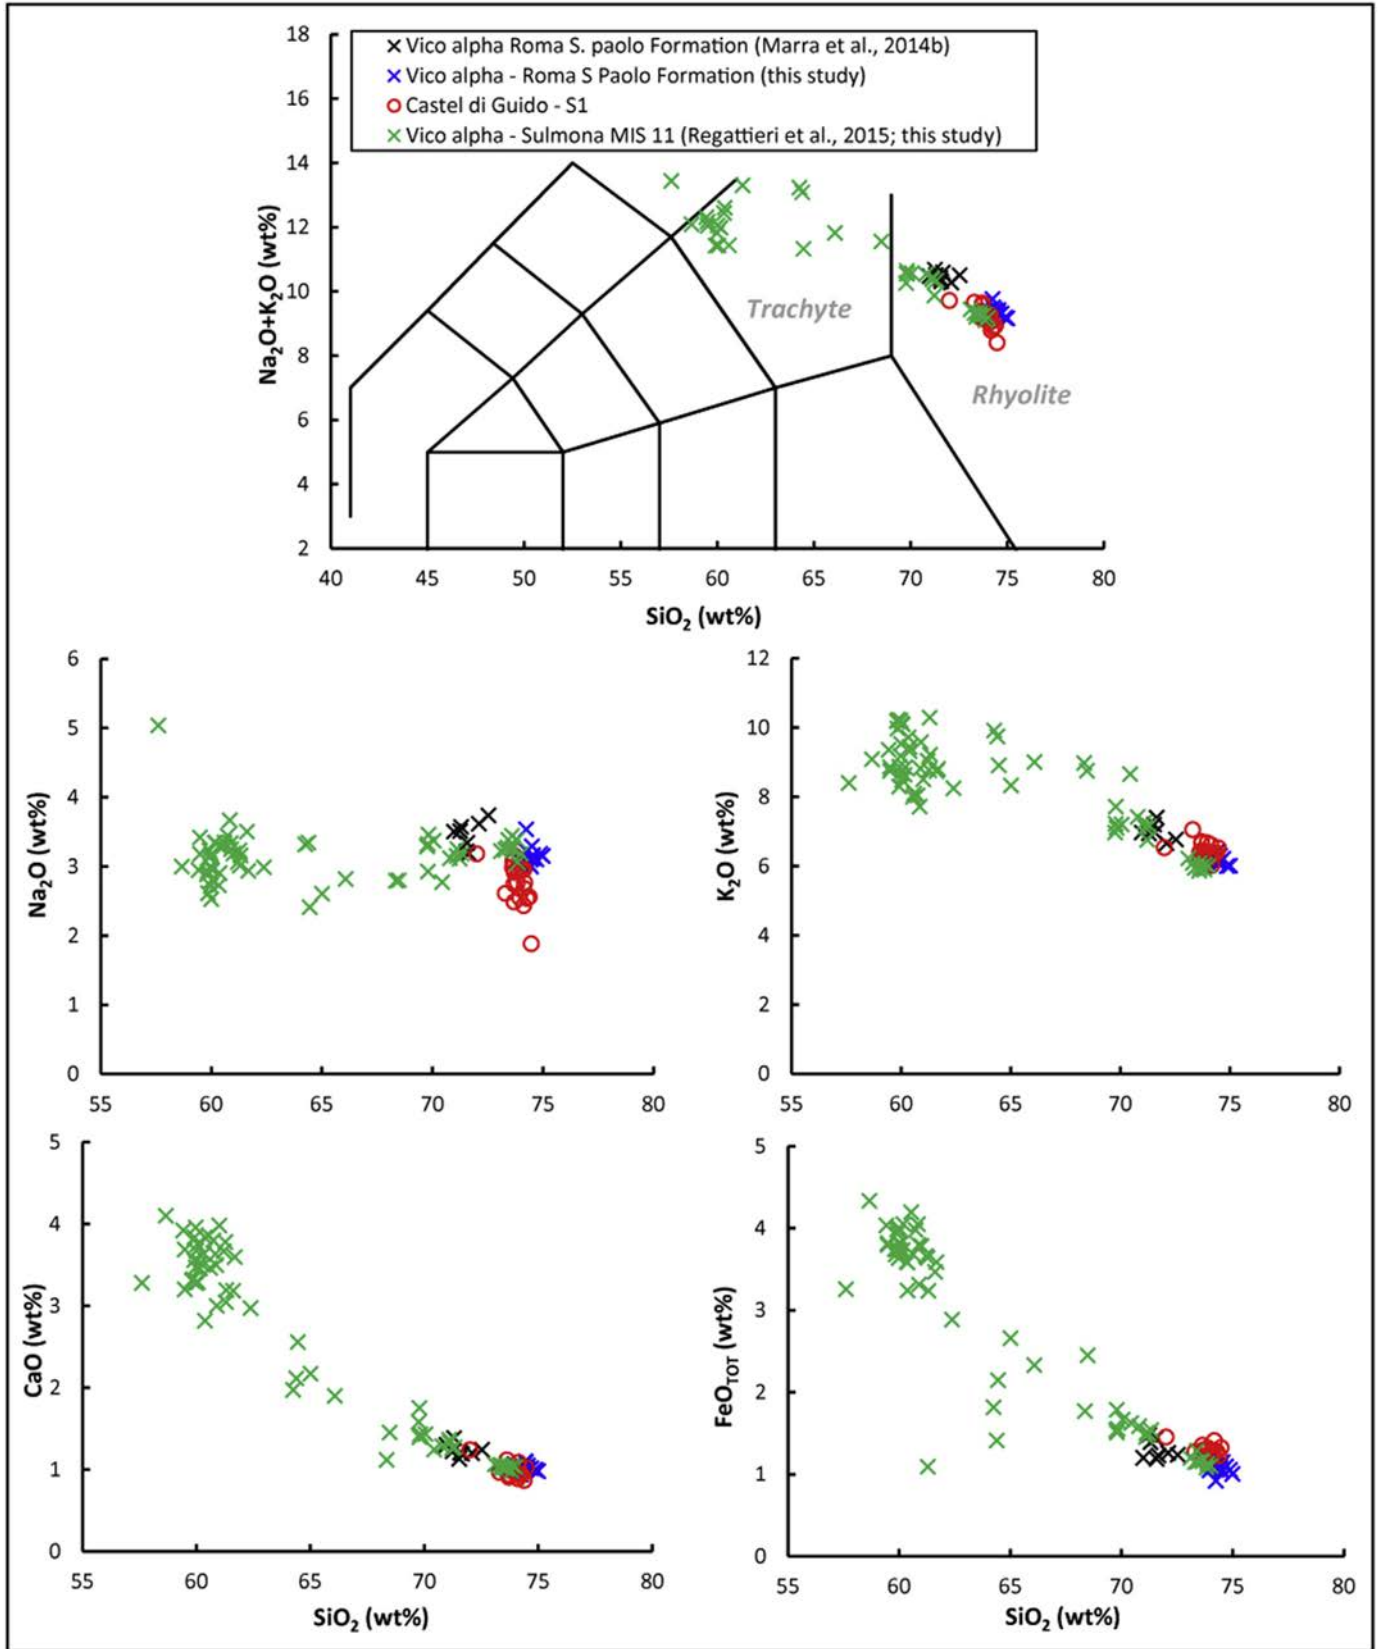 18
16
14
12
10
8
6
4
2
Na₂O+K₂O (wt%)
× Vico alpha Roma S. paolo Formation (Marra et al., 2014b)
× Vico alpha - Roma S Paolo Formation (this study)
○ Castel di Guido - S1
× Vico alpha - Sulmona MIS 11 (Regattieri et al., 2015; this study)
Trachyte
Rhyolite
40 45 50 55 60 65 70 75 80
SiO₂ (wt%)
6
5
4
3
2
1
0
Na₂O (wt%)
55 60 65 70 75 80
12
10
8
6
4
2
0
K₂O (wt%)
55 60 65 70 75 80
5
4
3
2
1
0
CaO (wt%)
55 60 65 70 75 80
SiO₂ (wt%)
5
4
3
2
1
0
FeO_TOT (wt%)
55 60 65 70 75 80
SiO₂ (wt%)